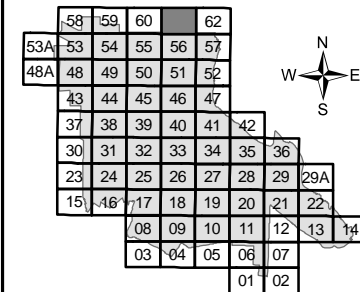 58 59 60 62
53A 53 54 55 56 57
N
48A 48 49 50 51 52
W E
43 44 45 46 47
S
37 38 39 40 41 42
30 31 32 33 34 35 36
23 24 25 26 27 28 29 29A
15 16 17 18 19 20 21 22
08 09 10 11 12 13 14
03 04 05 06 07
01 02